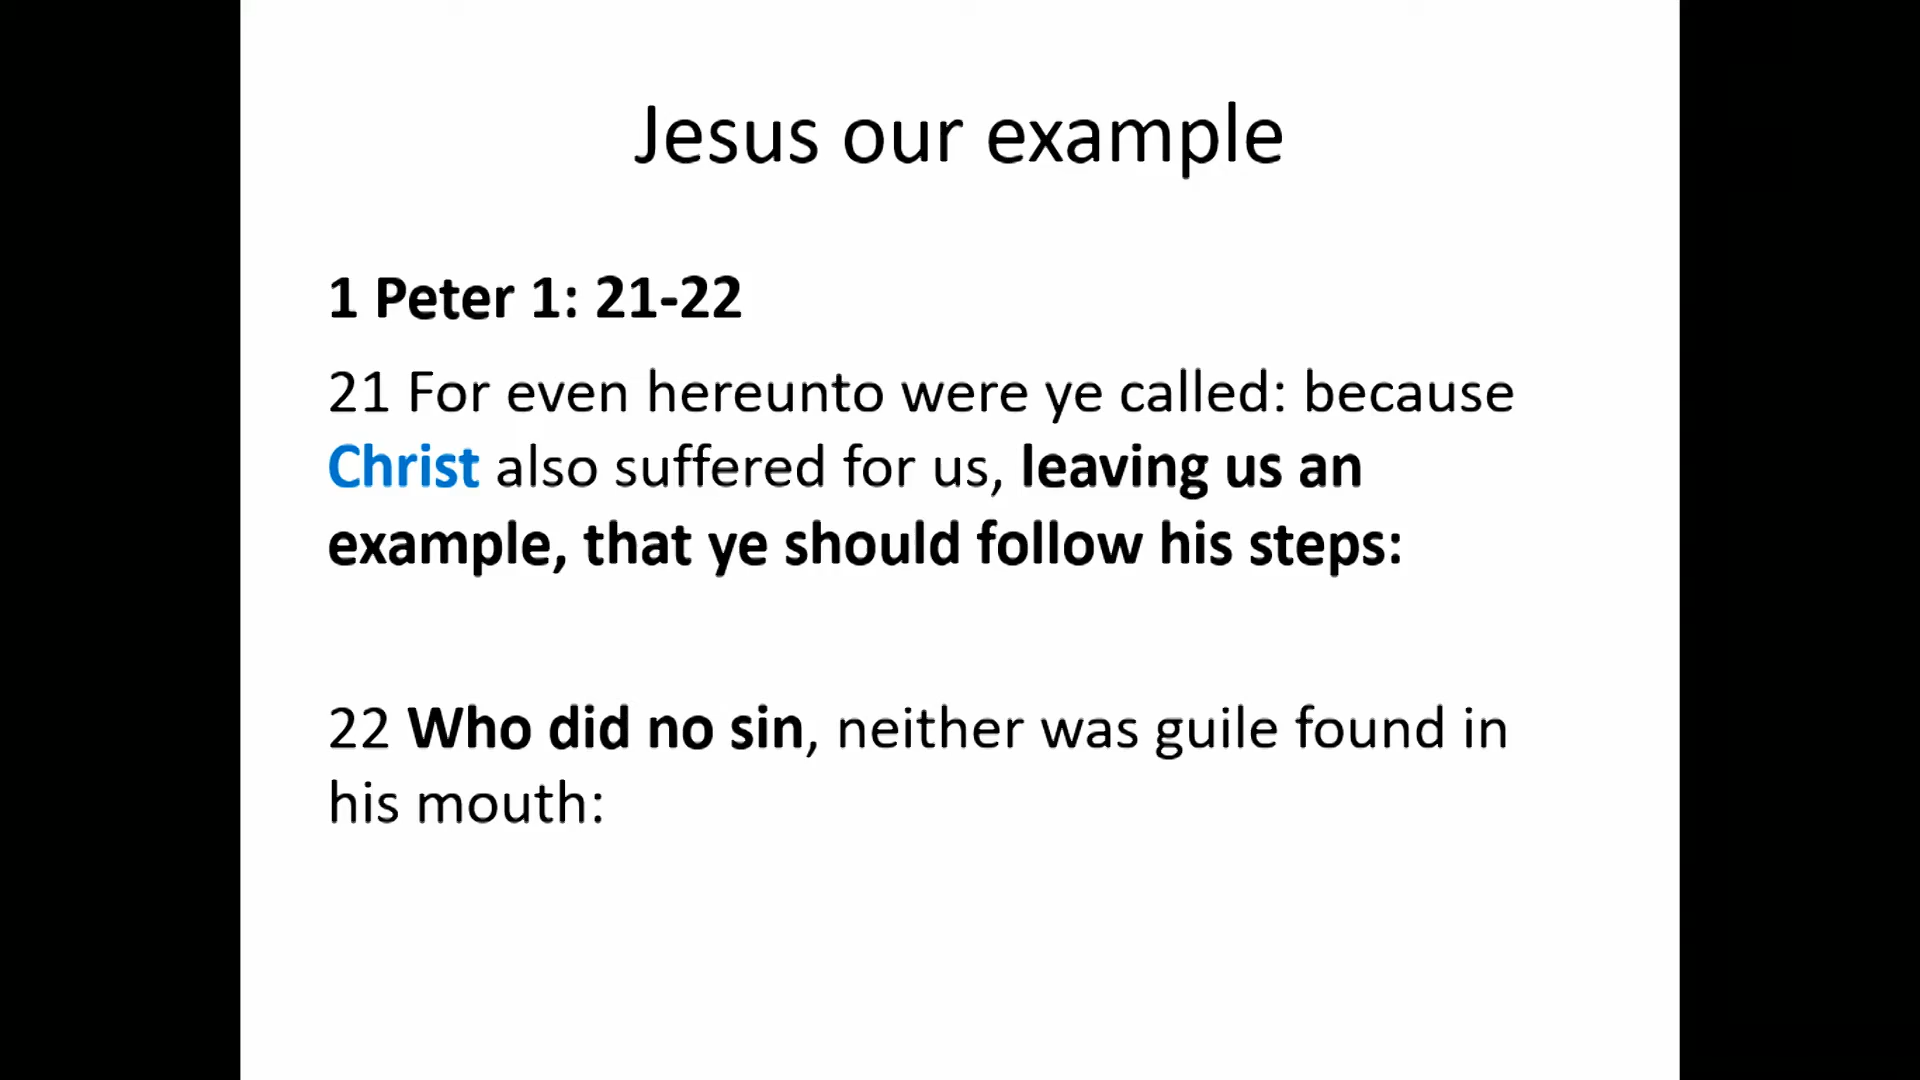 Jesus our example
1 Peter 1: 21-22
21 For even hereunto were ye called: because
Christ also suffered for us, leaving us an
example, that ye should follow his steps:
22 Who did no sin, neither was guile found in
his mouth: